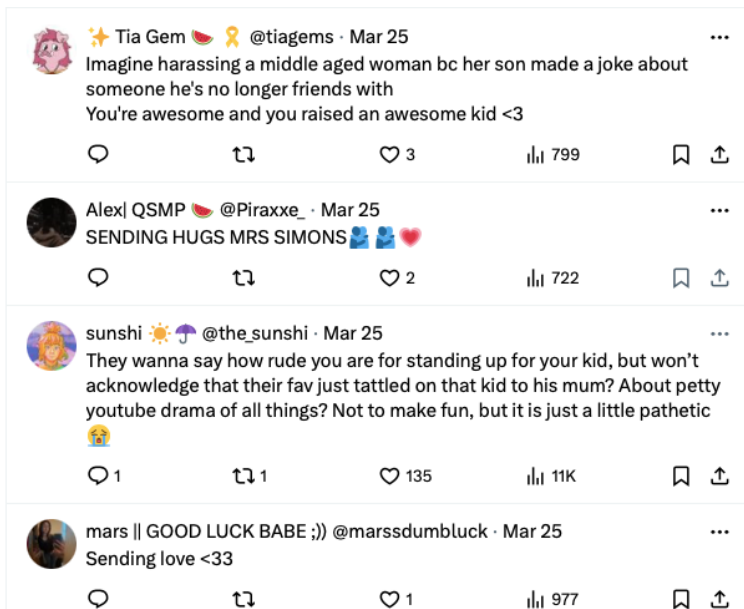 ✨ Tia Gem 🍉 🎗️ @tiagems · Mar 25
Imagine harassing a middle aged woman bc her son made a joke about
someone he's no longer friends with
You're awesome and you raised an awesome kid <3
3 799
Alex| QSMP 🍉 @Piraxxe_ · Mar 25
SENDING HUGS MRS SIMONS🫂🫂❤️
2 722
sunshi ☀️☂️ @the_sunshi · Mar 25
They wanna say how rude you are for standing up for your kid, but won’t
acknowledge that their fav just tattled on that kid to his mum? About petty
youtube drama of all things? Not to make fun, but it is just a little pathetic
😭
1 1 135 11K
mars || GOOD LUCK BABE ;)) @marssdumbluck · Mar 25
Sending love <33
1 977